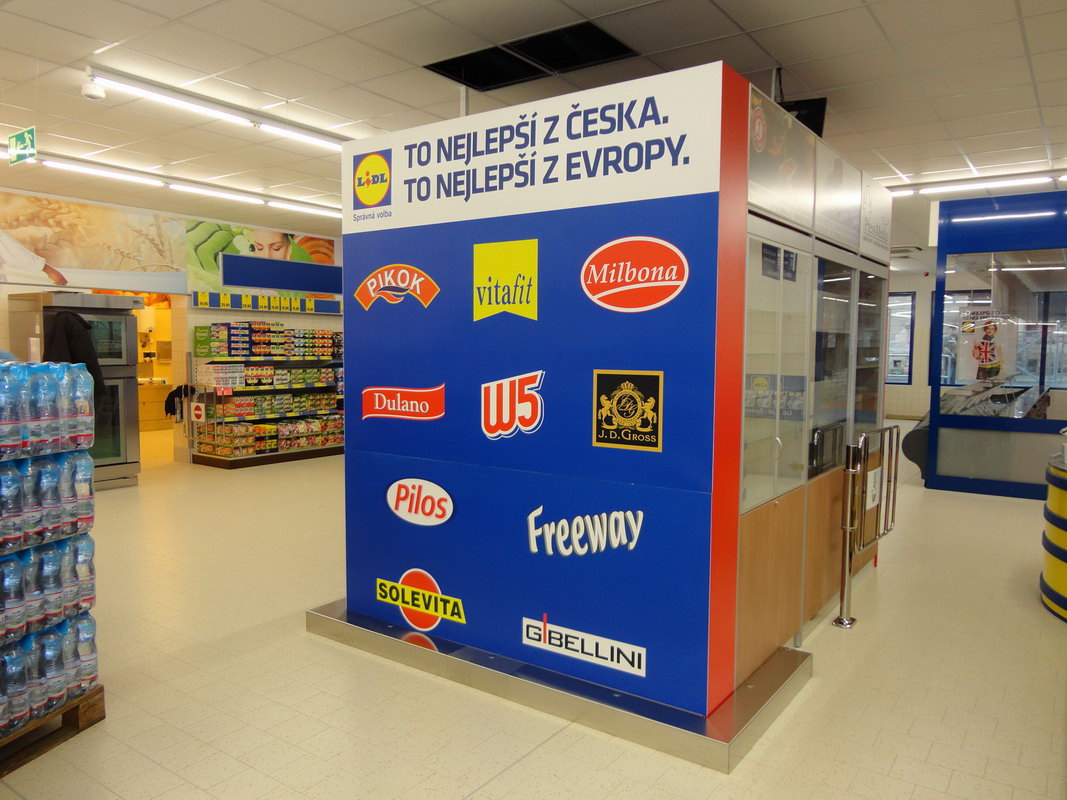 LIDL
Správná volba
TO NEJLEPŠÍ Z ČESKA.
TO NEJLEPŠÍ Z EVROPY.
PIKOK
vitafit
Milbona
Dulano
W5
J. D. GROSS
Pilos
Freeway
SOLEVITA
GIBELLINI